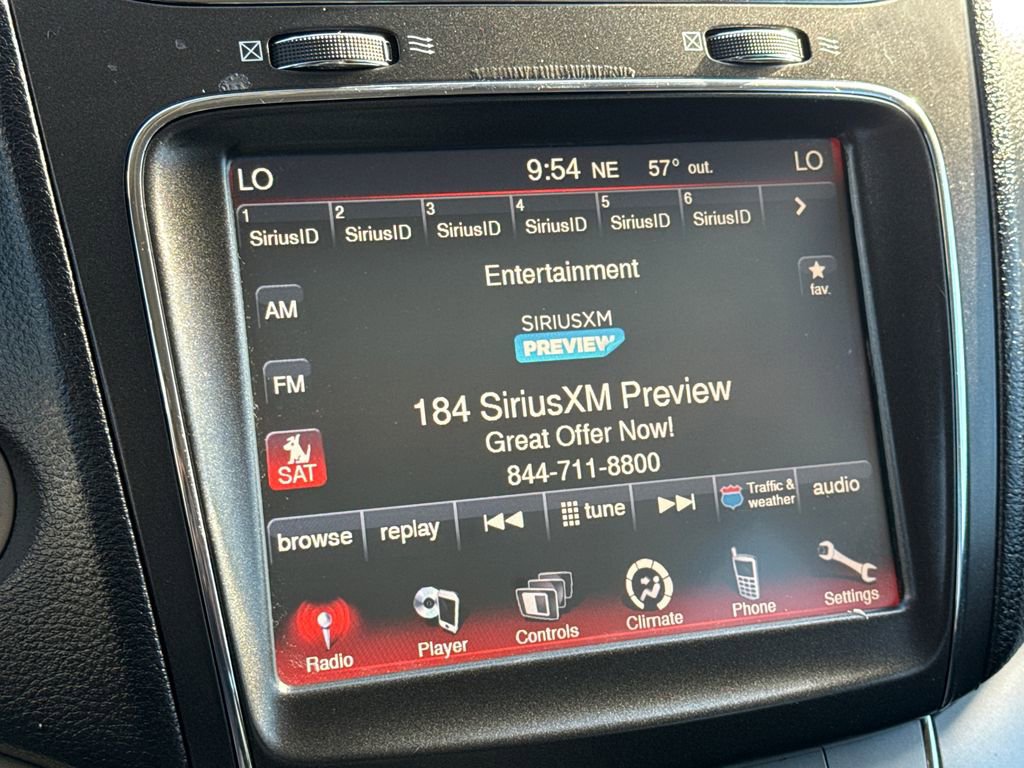 LO 9:54 NE 57° out. LO
1 2 3 4 5 6
SiriusID SiriusID SiriusID SiriusID SiriusID SiriusID >
Entertainment
fav.
AM
SIRIUSXM
PREVIEW
FM
184 SiriusXM Preview
Great Offer Now!
SAT
844-711-8800
browse replay tune Traffic & weather audio
Radio Player Controls Climate Phone Settings